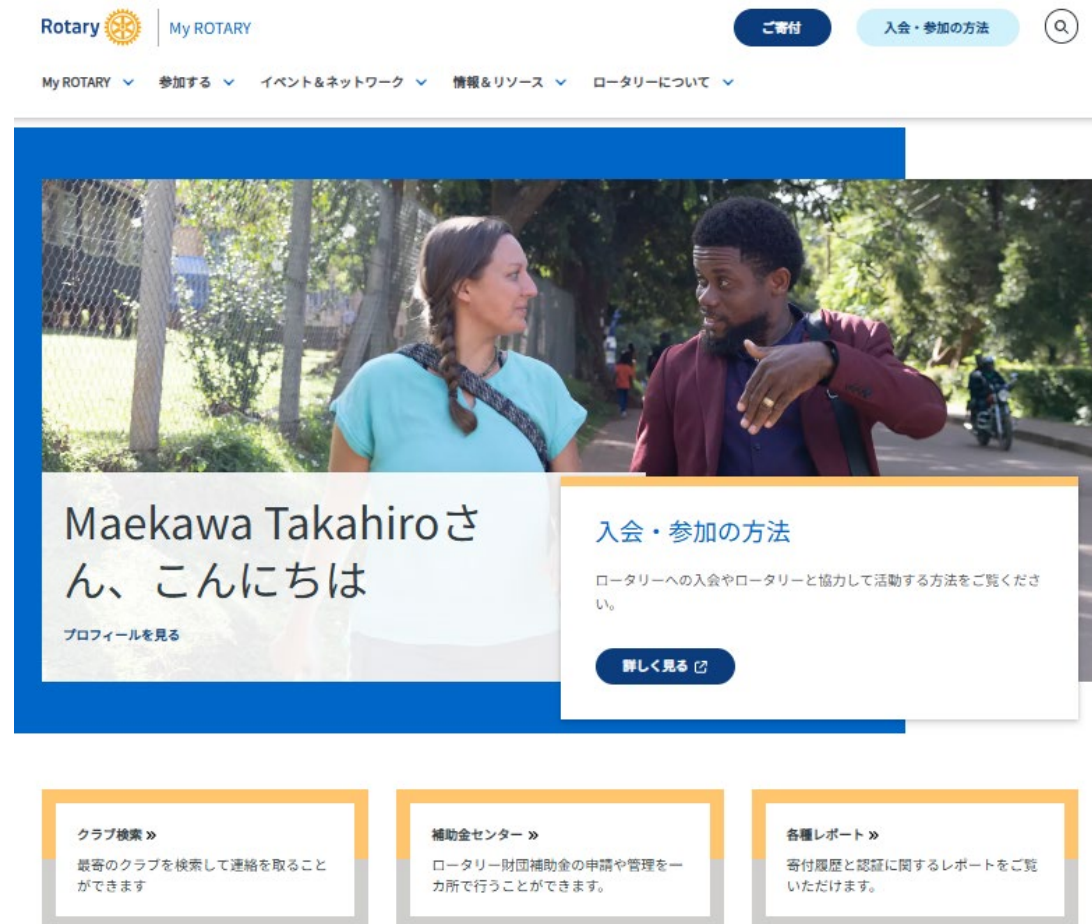 Rotary
My ROTARY
ご寄付
入会・参加の方法
My ROTARY
参加する
イベント＆ネットワーク
情報＆リソース
ロータリーについて
Maekawa Takahiroさ
ん、こんにちは
プロフィールを見る
入会・参加の方法
ロータリーへの入会やロータリーと協力して活動する方法をご覧くださ
い。
詳しく見る
クラブ検索 »
最寄のクラブを検索して連絡を取ること
ができます
補助金センター »
ロータリー財団補助金の申請や管理を一
カ所で行うことができます。
各種レポート »
寄付履歴と認証に関するレポートをご覧
いただけます。